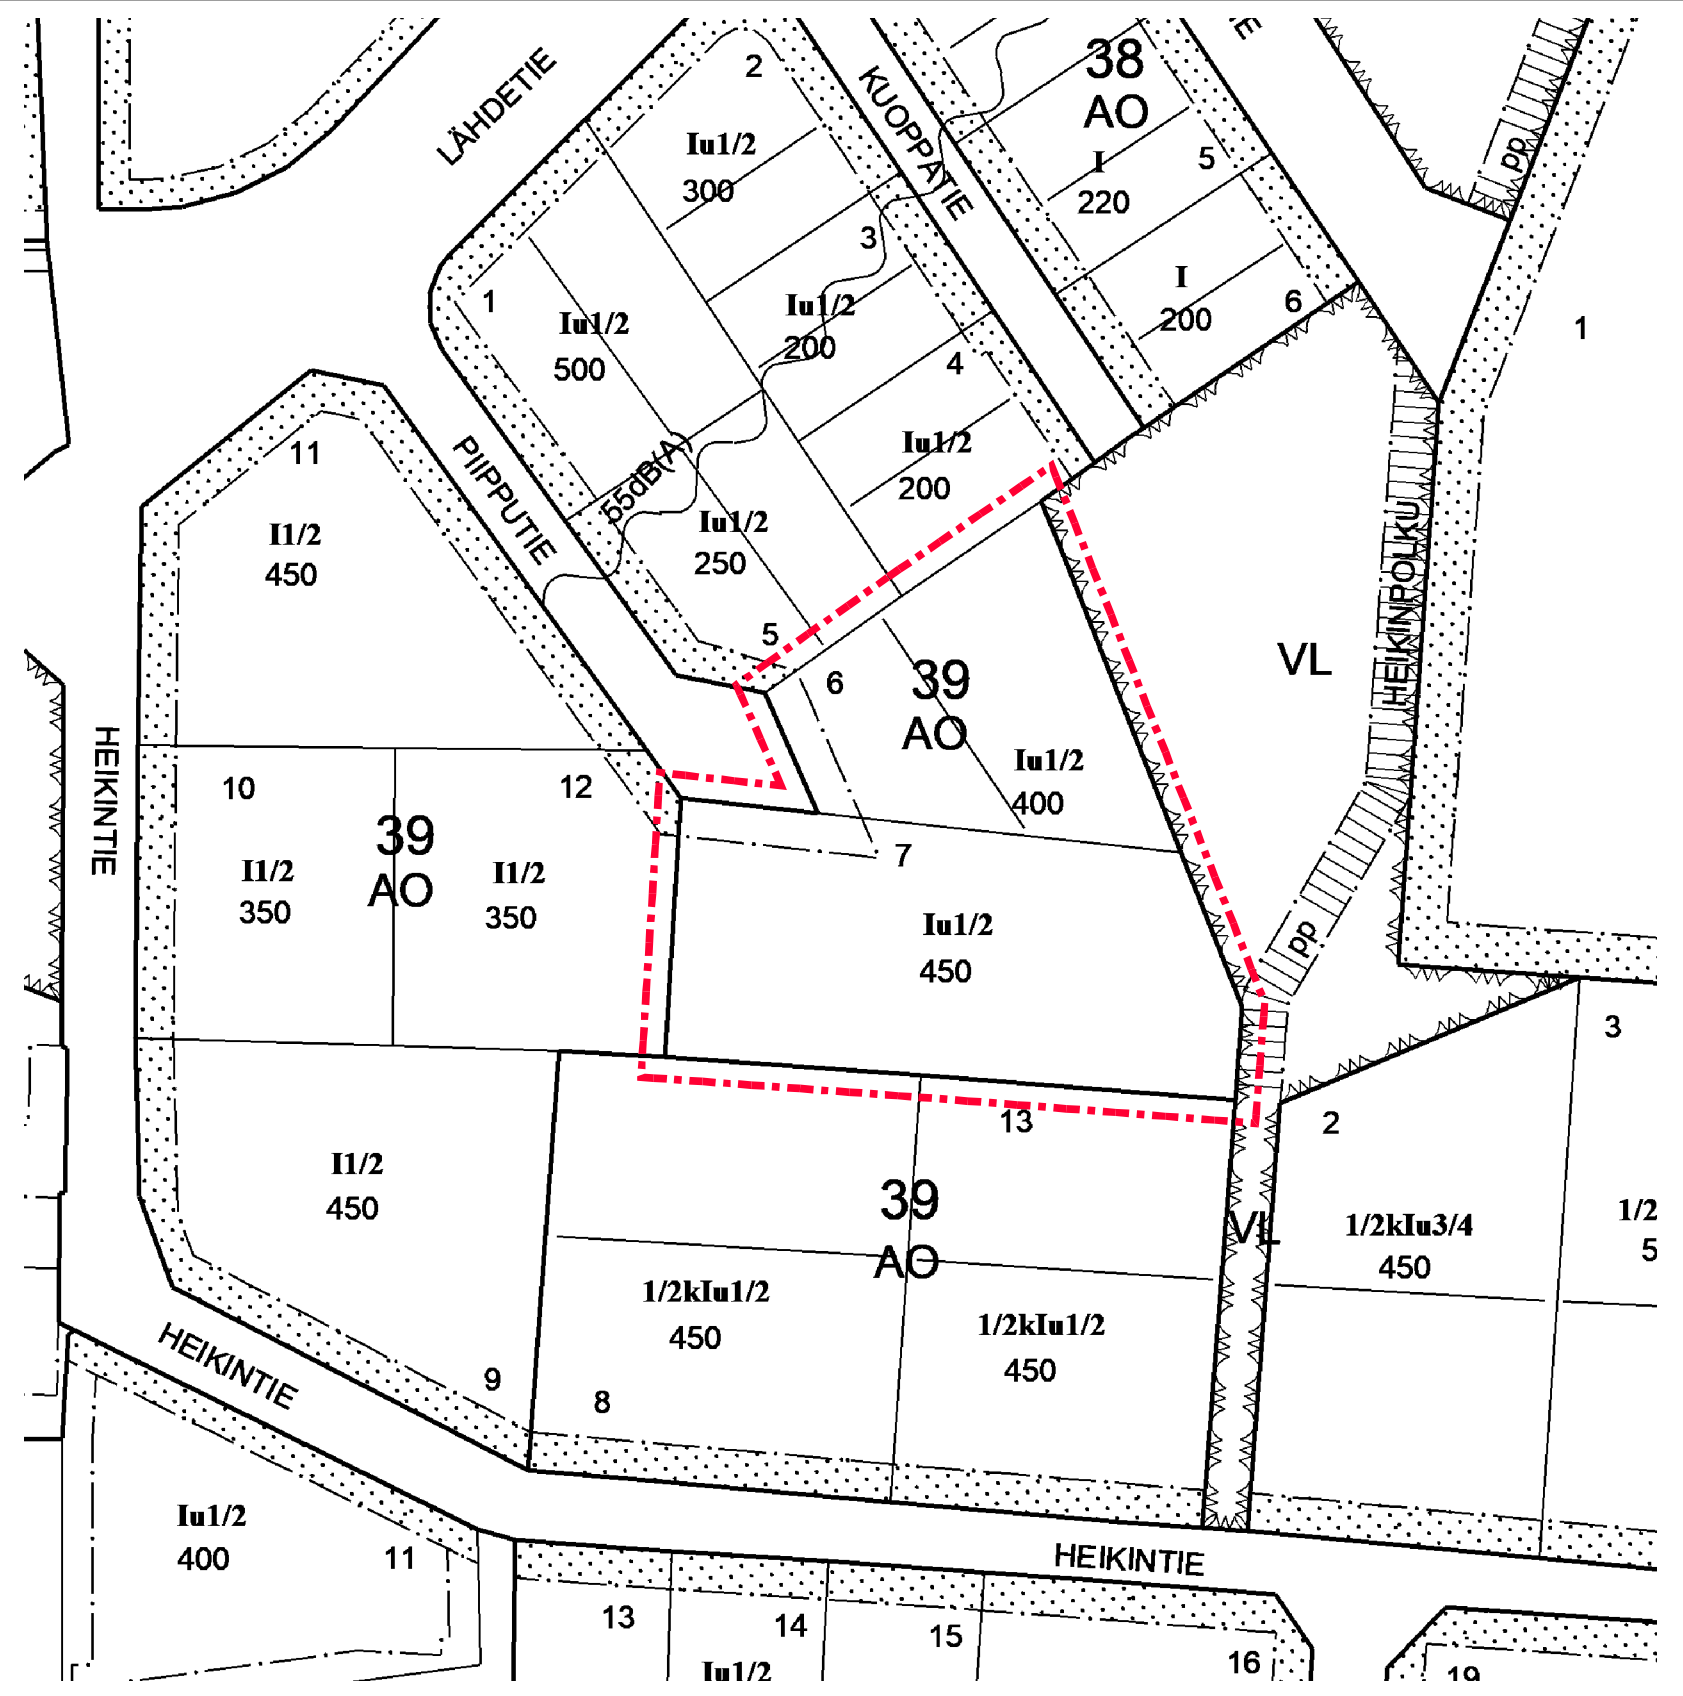 LÄHDETIE
2
KUOPPATIE
38
AO
pp
Iu1/2
300
I
220
5
3
1
Iu1/2
500
Iu1/2
200
I
200
6
1
4
11
PIIPPUTIE
55dB(A)
Iu1/2
200
I1/2
450
Iu1/2
250
HEIKINPOLKU
5
6
39
AO
VL
HEIKINTIE
10
12
Iu1/2
400
39
AO
7
I1/2
350
I1/2
350
Iu1/2
450
pp
3
13
2
I1/2
450
39
AO
VL
1/2kIu3/4
450
1/2
5
1/2kIu1/2
450
1/2kIu1/2
450
HEIKINTIE
9
8
Iu1/2
400
11
HEIKINTIE
13
14
15
16
19
Iu1/2